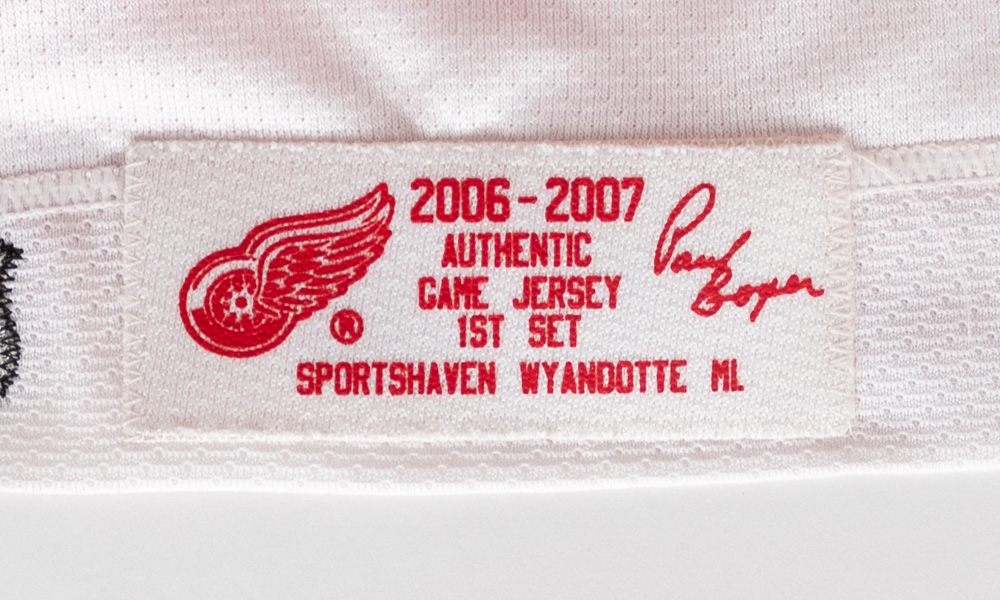 2006-2007
AUTHENTIC
GAME JERSEY
1ST SET
SPORTSHAVEN WYANDOTTE MI.
Paul Boyer
®